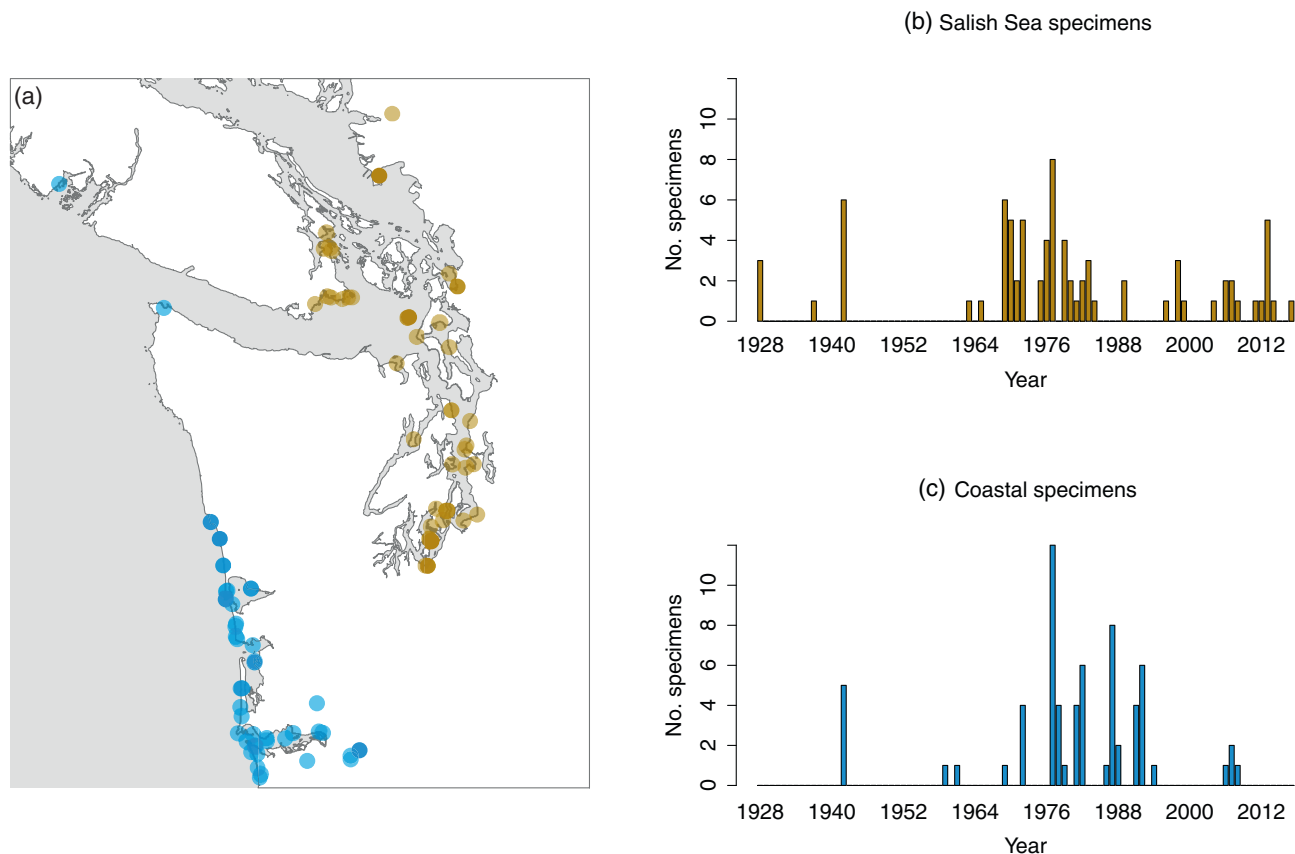 (a)
(b) Salish Sea specimens
No. specimens
0 2 4 6 8 10
1928 1940 1952 1964 1976 1988 2000 2012
Year
(c) Coastal specimens
No. specimens
0 2 4 6 8 10
1928 1940 1952 1964 1976 1988 2000 2012
Year